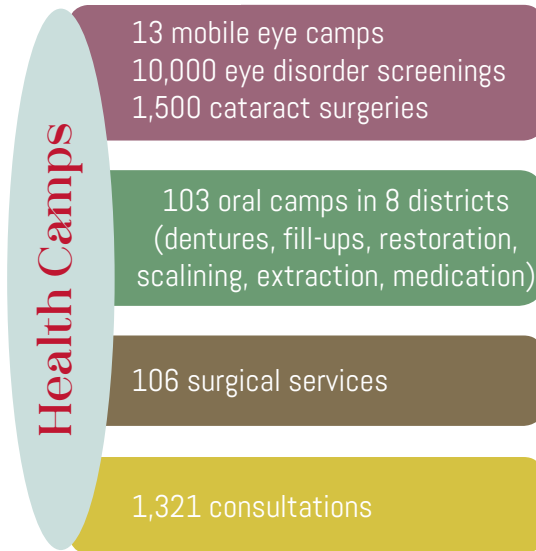 Health Camps
13 mobile eye camps
10,000 eye disorder screenings
1,500 cataract surgeries
103 oral camps in 8 districts
(dentures, fill-ups, restoration,
scalining, extraction, medication)
106 surgical services
1,321 consultations